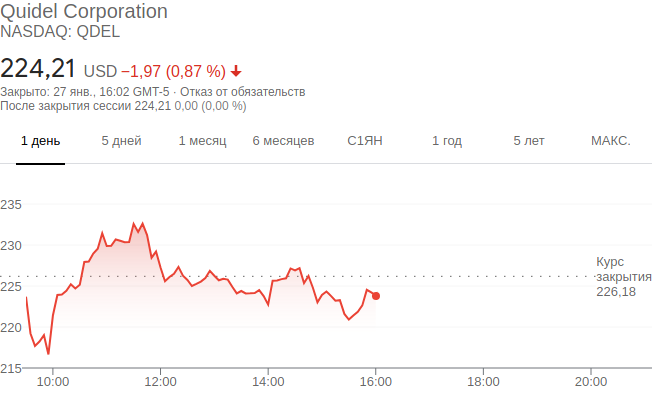 Quidel Corporation
NASDAQ: QDEL
224,21 USD −1,97 (0,87 %)
Закрыто: 27 янв., 16:02 GMT-5 · Отказ от обязательств
После закрытия сессии 224,21 0,00 (0,00 %)
1 день 5 дней 1 месяц 6 месяцев С1ЯН 1 год 5 лет МАКС.
235
230
Курс
закрытия
226,18
225
220
215
10:00 12:00 14:00 16:00 18:00 20:00